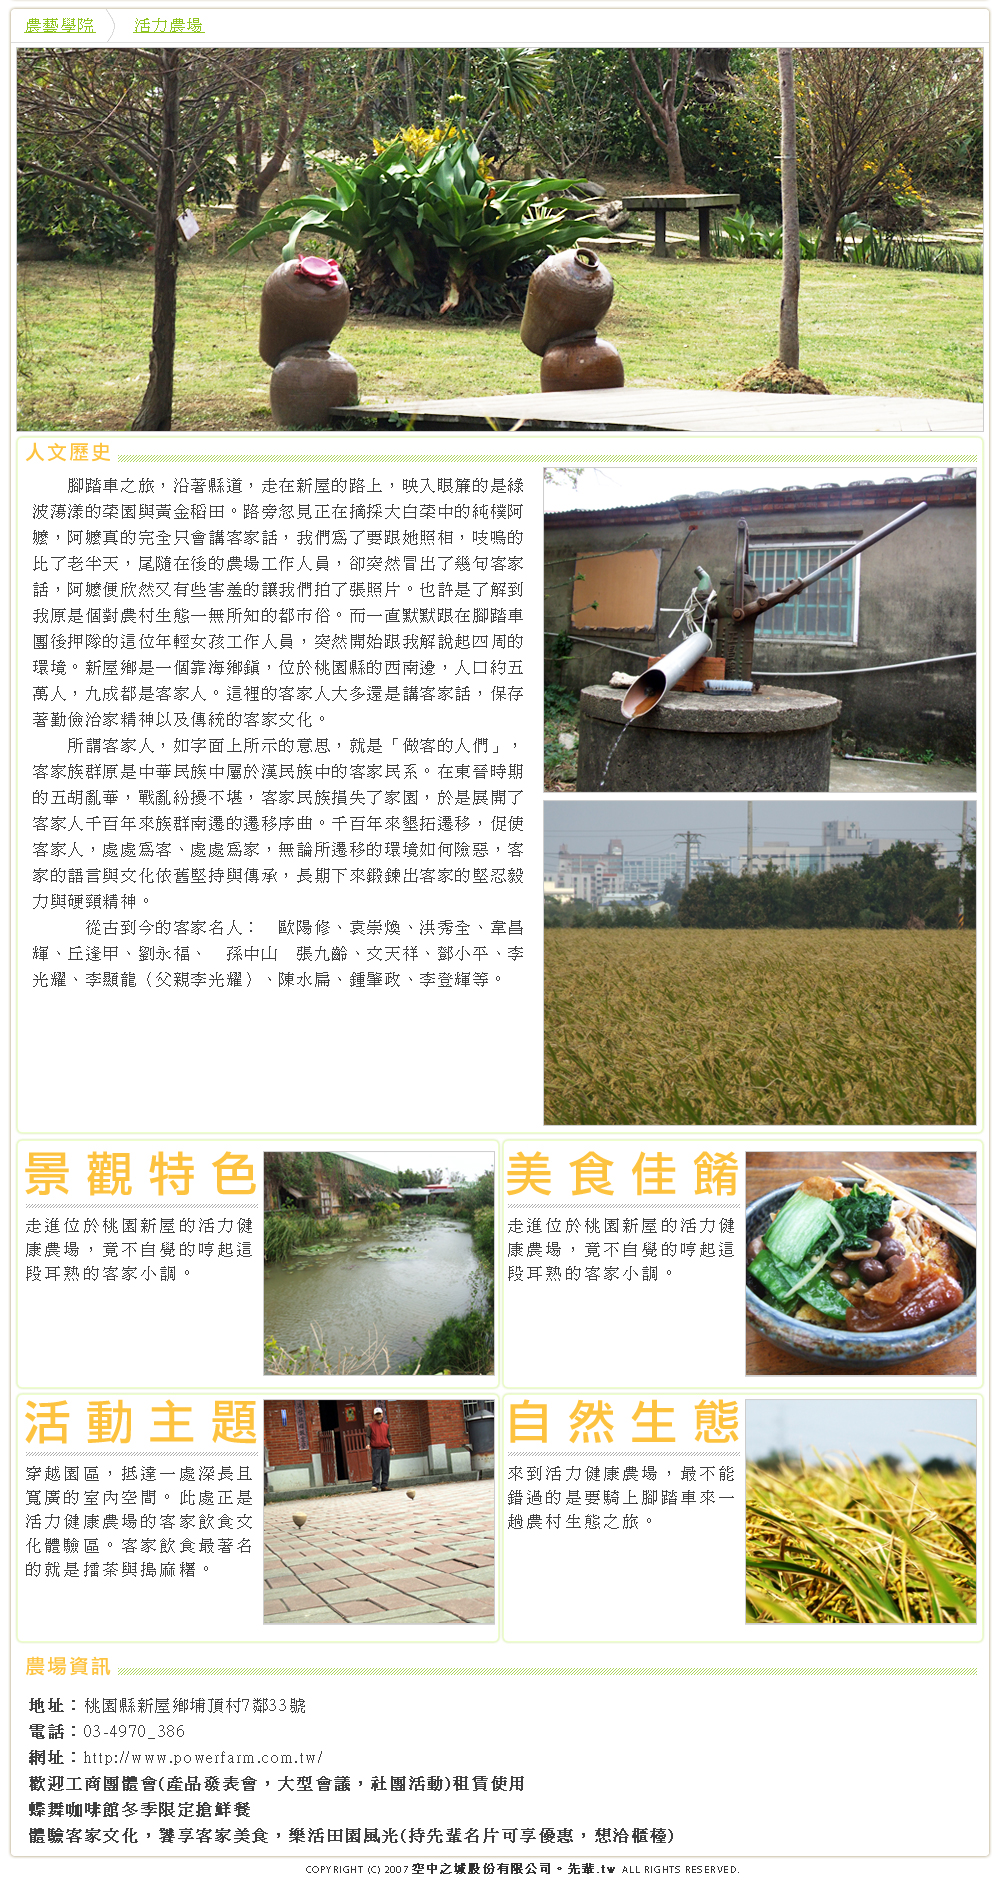 農藝學院 活力農場
人文歷史
腳踏車之旅，沿著縣道，走在新屋的路上，映入眼簾的是綠
波蕩漾的菜園與黃金稻田。路旁忽見正在摘採大白菜中的純樸阿
嬤，阿嬤真的完全只會講客家話，我們為了要跟她照相，吱嗚的
比了老半天，尾隨在後的農場工作人員，卻突然冒出了幾句客家
話，阿嬤便欣然又有些害羞的讓我們拍了張照片。也許是了解到
我原是個對農村生態一無所知的都市俗。而一直默默跟在腳踏車
團後押隊的這位年輕女孩工作人員，突然開始跟我解說起四周的
環境。新屋鄉是一個靠海鄉鎮，位於桃園縣的西南邊，人口約五
萬人，九成都是客家人。這裡的客家人大多還是講客家話，保存
著勤儉治家精神以及傳統的客家文化。
所謂客家人，如字面上所示的意思，就是「做客的人們」，
客家族群原是中華民族中屬於漢民族中的客家民系。在東晉時期
的五胡亂華，戰亂紛擾不堪，客家民族損失了家園，於是展開了
客家人千百年來族群南遷的遷移序曲。千百年來墾拓遷移，促使
客家人，處處為客、處處為家，無論所遷移的環境如何險惡，客
家的語言與文化依舊堅持與傳承，長期下來鍛鍊出客家的堅忍毅
力與硬頸精神。
從古到今的客家名人： 歐陽修、袁崇煥、洪秀全、韋昌
輝、丘逢甲、劉永福、 孫中山 張九齡、文天祥、鄧小平、李
光耀、李顯龍（父親李光耀）、陳水扁、鍾肇政、李登輝等。
景觀特色
走進位於桃園新屋的活力健
康農場，竟不自覺的哼起這
段耳熟的客家小調。
美食佳餚
走進位於桃園新屋的活力健
康農場，竟不自覺的哼起這
段耳熟的客家小調。
活動主題
穿越園區，抵達一處深長且
寬廣的室內空間。此處正是
活力健康農場的客家飲食文
化體驗區。客家飲食最著名
的就是擂茶與搗麻糬。
自然生態
來到活力健康農場，最不能
錯過的是要騎上腳踏車來一
趟農村生態之旅。
農場資訊
地址：桃園縣新屋鄉埔頂村7鄰33號
電話：03-4970_386
網址：http://www.powerfarm.com.tw/
歡迎工商團體會(產品發表會，大型會議，社團活動)租賃使用
蝶舞咖啡館冬季限定搶鮮餐
體驗客家文化，饕享客家美食，樂活田園風光(持先輩名片可享優惠，想洽櫃檯)
COPYRIGHT (C) 2007 空中之城股份有限公司。先輩.tw ALL RIGHTS RESERVED.